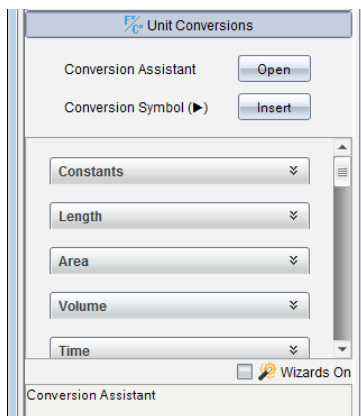 F°/C° Unit Conversions
Conversion Assistant Open
Conversion Symbol (▶) Insert
Constants
Length
Area
Volume
Time
Wizards On
Conversion Assistant